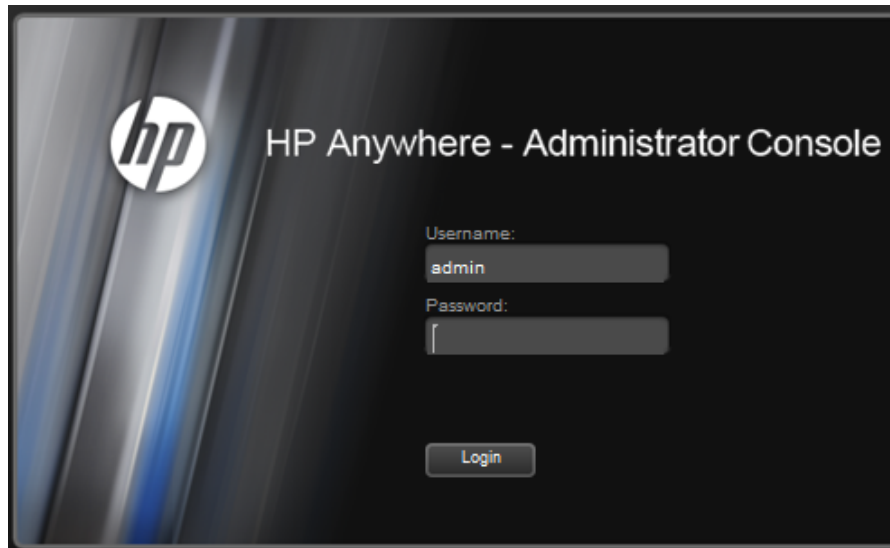 hp
HP Anywhere - Administrator Console
Username:
admin
Password:
Login